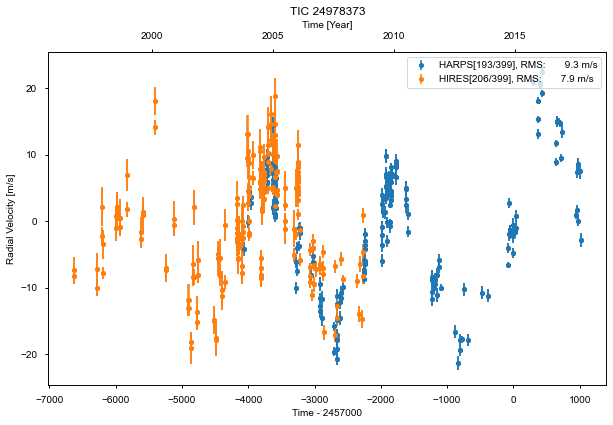 TIC 24978373
Time [Year]
2000 2005 2010 2015
HARPS[193/399], RMS: 9.3 m/s
HIRES[206/399], RMS: 7.9 m/s
20
10
0
−10
−20
Radial Velocity [m/s]
−7000 −6000 −5000 −4000 −3000 −2000 −1000 0 1000
Time - 2457000